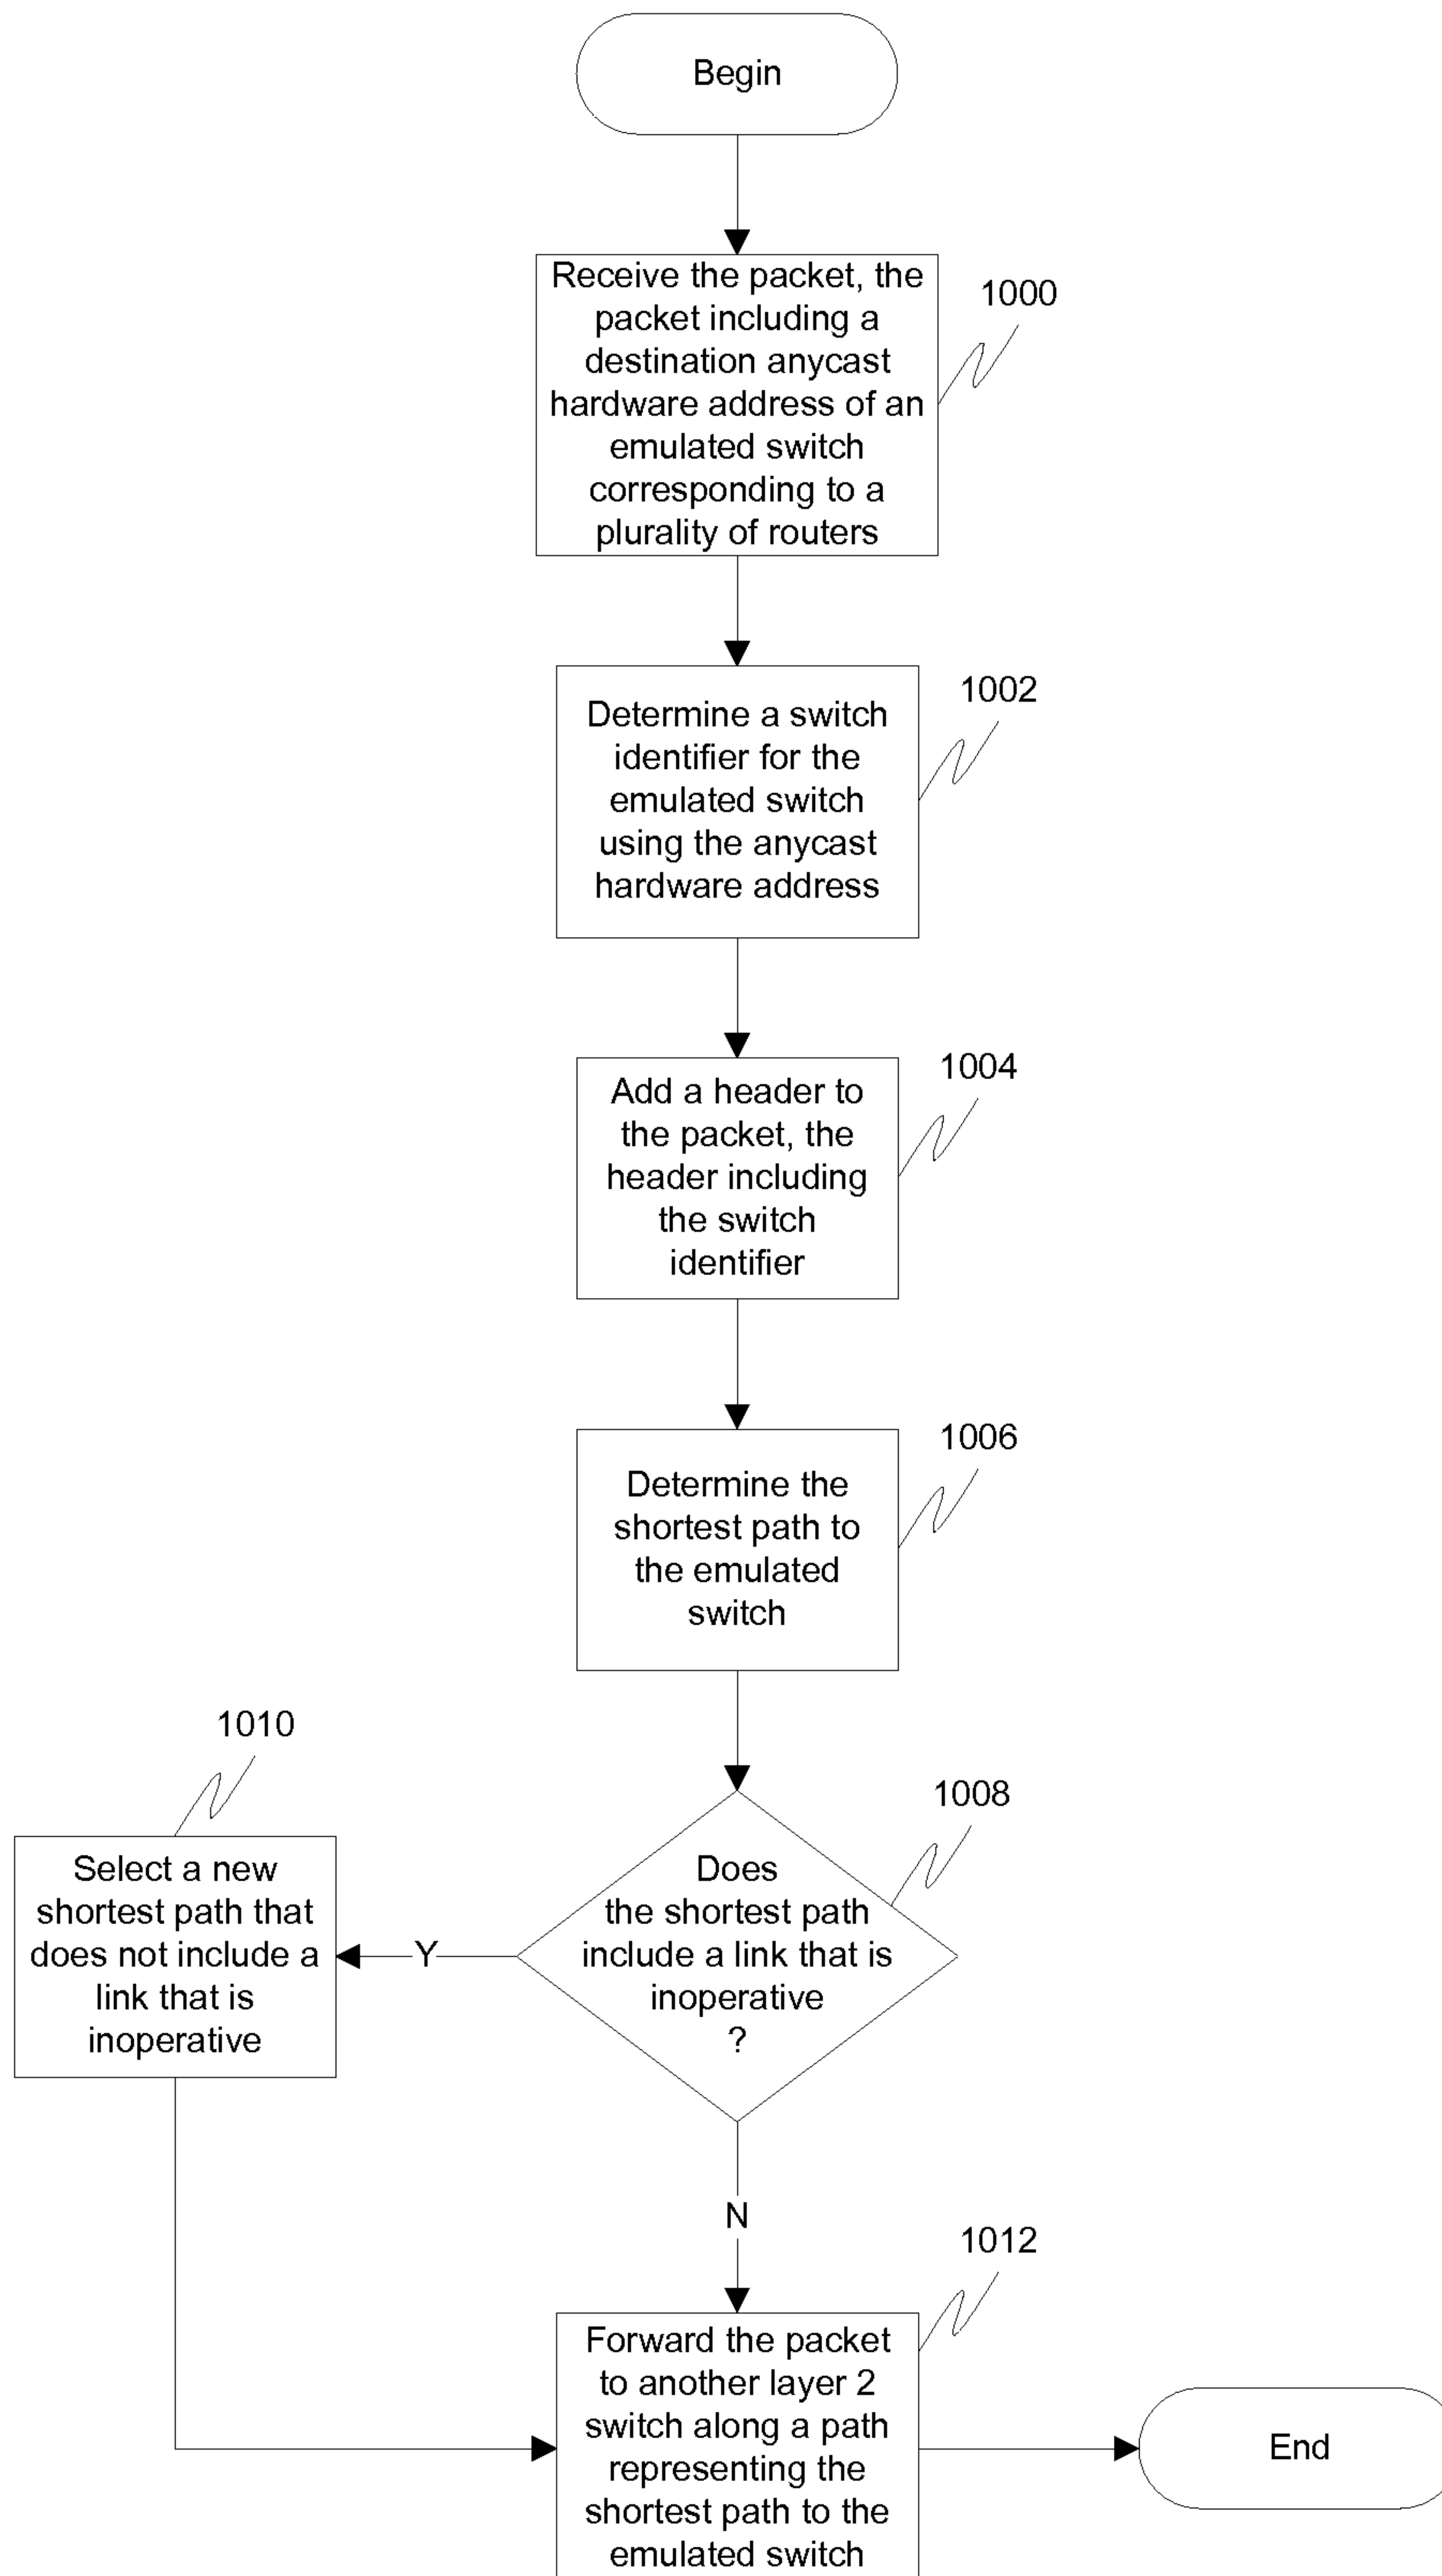 Begin
Receive the packet, the
packet including a
destination anycast
hardware address of an
emulated switch
corresponding to a
plurality of routers
1000
Determine a switch
identifier for the
emulated switch
using the anycast
hardware address
1002
Add a header to
the packet, the
header including
the switch
identifier
1004
Determine the
shortest path to
the emulated
switch
1006
Does
the shortest path
include a link that is
inoperative
?
1008
Y
Select a new
shortest path that
does not include a
link that is
inoperative
1010
N
Forward the packet
to another layer 2
switch along a path
representing the
shortest path to the
emulated switch
1012
End